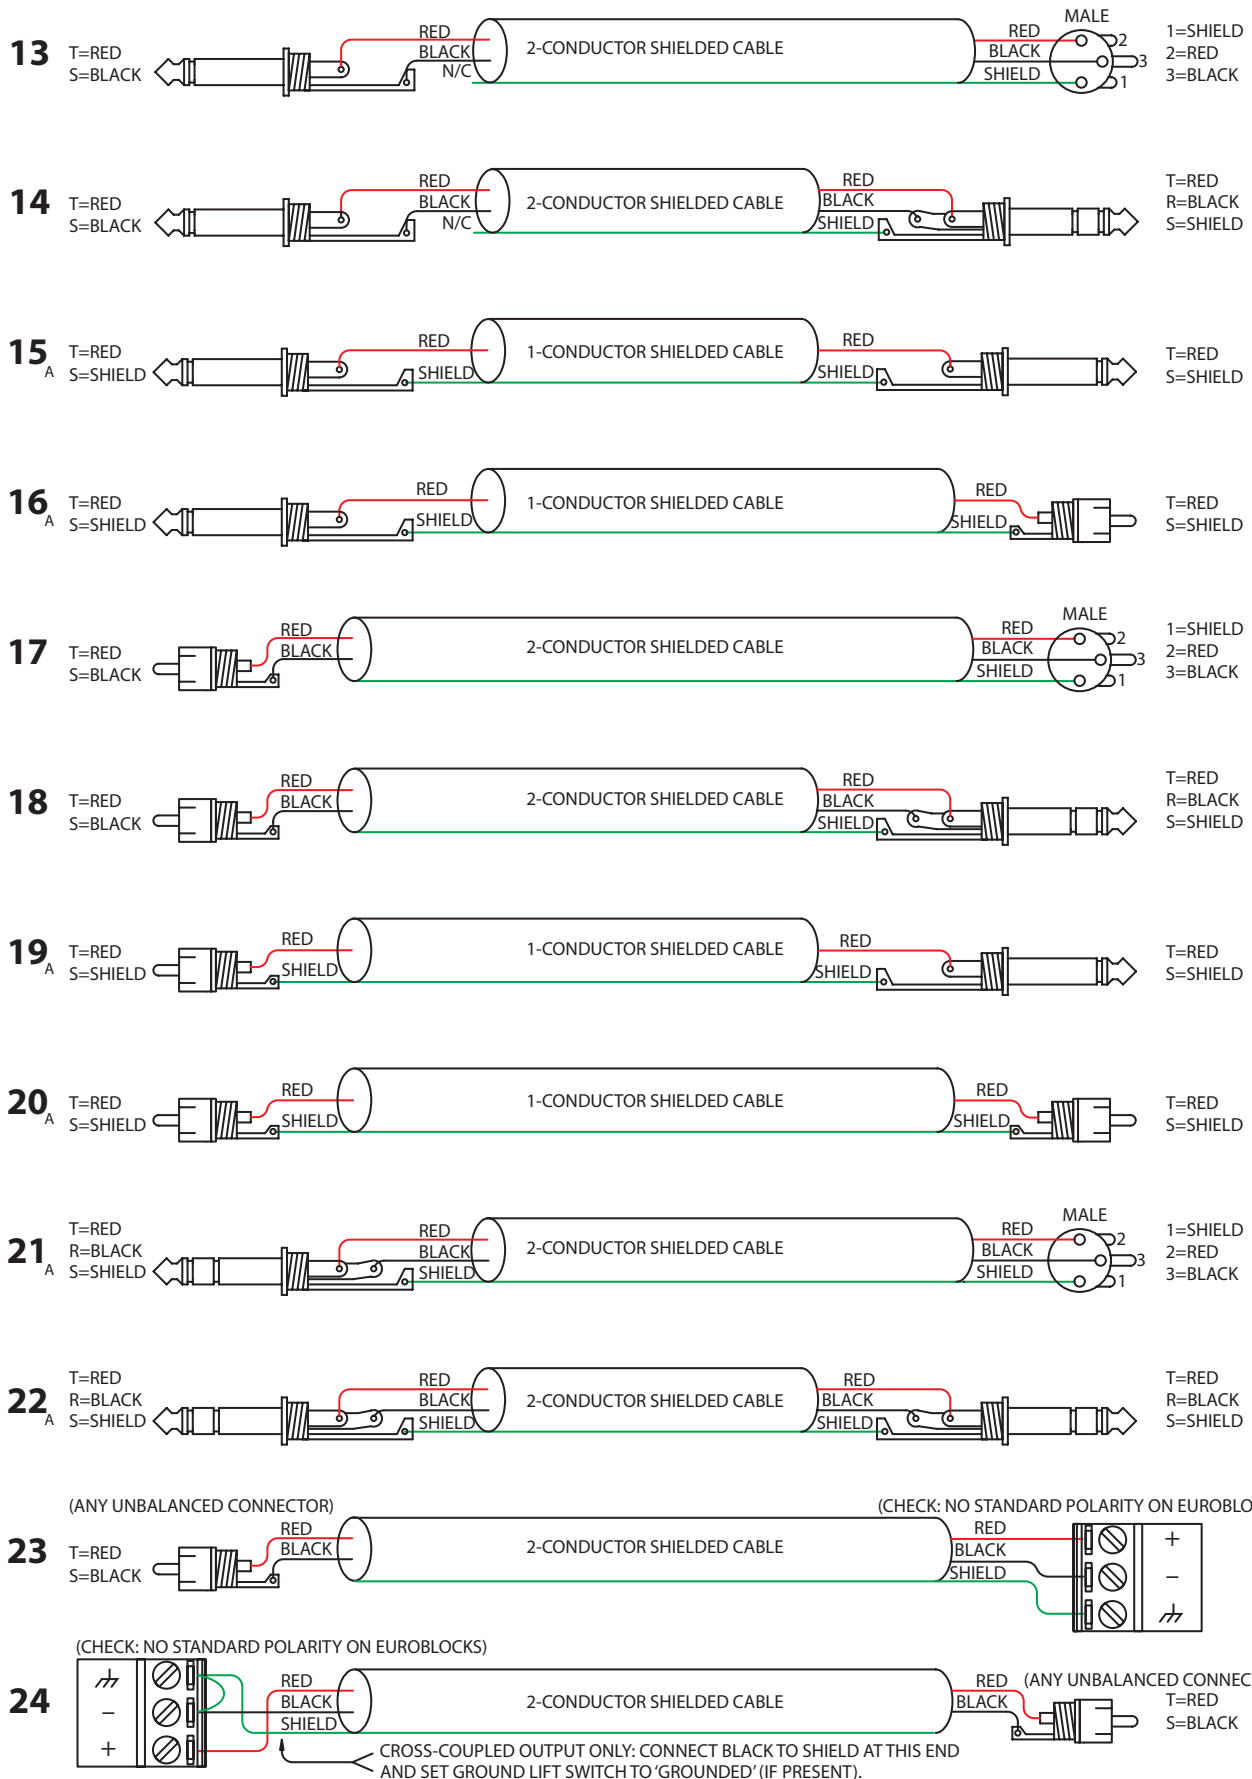 13
T=RED
S=BLACK
RED
BLACK
N/C
2-CONDUCTOR SHIELDED CABLE
RED
BLACK
SHIELD
MALE
2
3
1
1=SHIELD
2=RED
3=BLACK
14
T=RED
S=BLACK
RED
BLACK
N/C
2-CONDUCTOR SHIELDED CABLE
RED
BLACK
SHIELD
T=RED
R=BLACK
S=SHIELD
15 A
T=RED
S=SHIELD
RED
SHIELD
1-CONDUCTOR SHIELDED CABLE
RED
SHIELD
T=RED
S=SHIELD
16 A
T=RED
S=SHIELD
RED
SHIELD
1-CONDUCTOR SHIELDED CABLE
RED
SHIELD
T=RED
S=SHIELD
17
T=RED
S=BLACK
RED
BLACK
2-CONDUCTOR SHIELDED CABLE
RED
BLACK
SHIELD
MALE
2
3
1
1=SHIELD
2=RED
3=BLACK
18
T=RED
S=BLACK
RED
BLACK
2-CONDUCTOR SHIELDED CABLE
RED
BLACK
SHIELD
T=RED
R=BLACK
S=SHIELD
19 A
T=RED
S=SHIELD
RED
SHIELD
1-CONDUCTOR SHIELDED CABLE
RED
SHIELD
T=RED
S=SHIELD
20 A
T=RED
S=SHIELD
RED
SHIELD
1-CONDUCTOR SHIELDED CABLE
RED
SHIELD
T=RED
S=SHIELD
21 A
T=RED
R=BLACK
S=SHIELD
RED
BLACK
SHIELD
2-CONDUCTOR SHIELDED CABLE
RED
BLACK
SHIELD
MALE
2
3
1
1=SHIELD
2=RED
3=BLACK
22 A
T=RED
R=BLACK
S=SHIELD
RED
BLACK
SHIELD
2-CONDUCTOR SHIELDED CABLE
RED
BLACK
SHIELD
T=RED
R=BLACK
S=SHIELD
(ANY UNBALANCED CONNECTOR)
23
T=RED
S=BLACK
RED
BLACK
2-CONDUCTOR SHIELDED CABLE
(CHECK: NO STANDARD POLARITY ON EUROBLO
RED
BLACK
SHIELD
+
–
(CHECK: NO STANDARD POLARITY ON EUROBLOCKS)
24
–
+
RED
BLACK
SHIELD
2-CONDUCTOR SHIELDED CABLE
RED
BLACK
(ANY UNBALANCED CONNEC
T=RED
S=BLACK
CROSS-COUPLED OUTPUT ONLY: CONNECT BLACK TO SHIELD AT THIS END
AND SET GROUND LIFT SWITCH TO 'GROUNDED' (IF PRESENT).